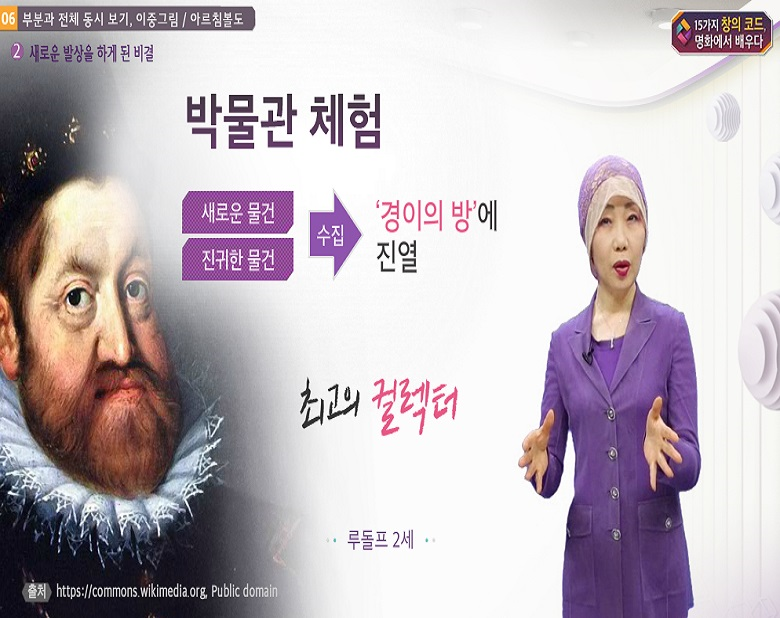 06 부분과 전체 동시 보기, 이중그림 / 아르침볼도
2 새로운 발상을 하게 된 비결
15가지 창의 코드,
명화에서 배우다
박물관 체험
새로운 물건
진귀한 물건
수집
‘경이의 방’에
진열
최고의 컬렉터
루돌프 2세
출처 https://commons.wikimedia.org, Public domain